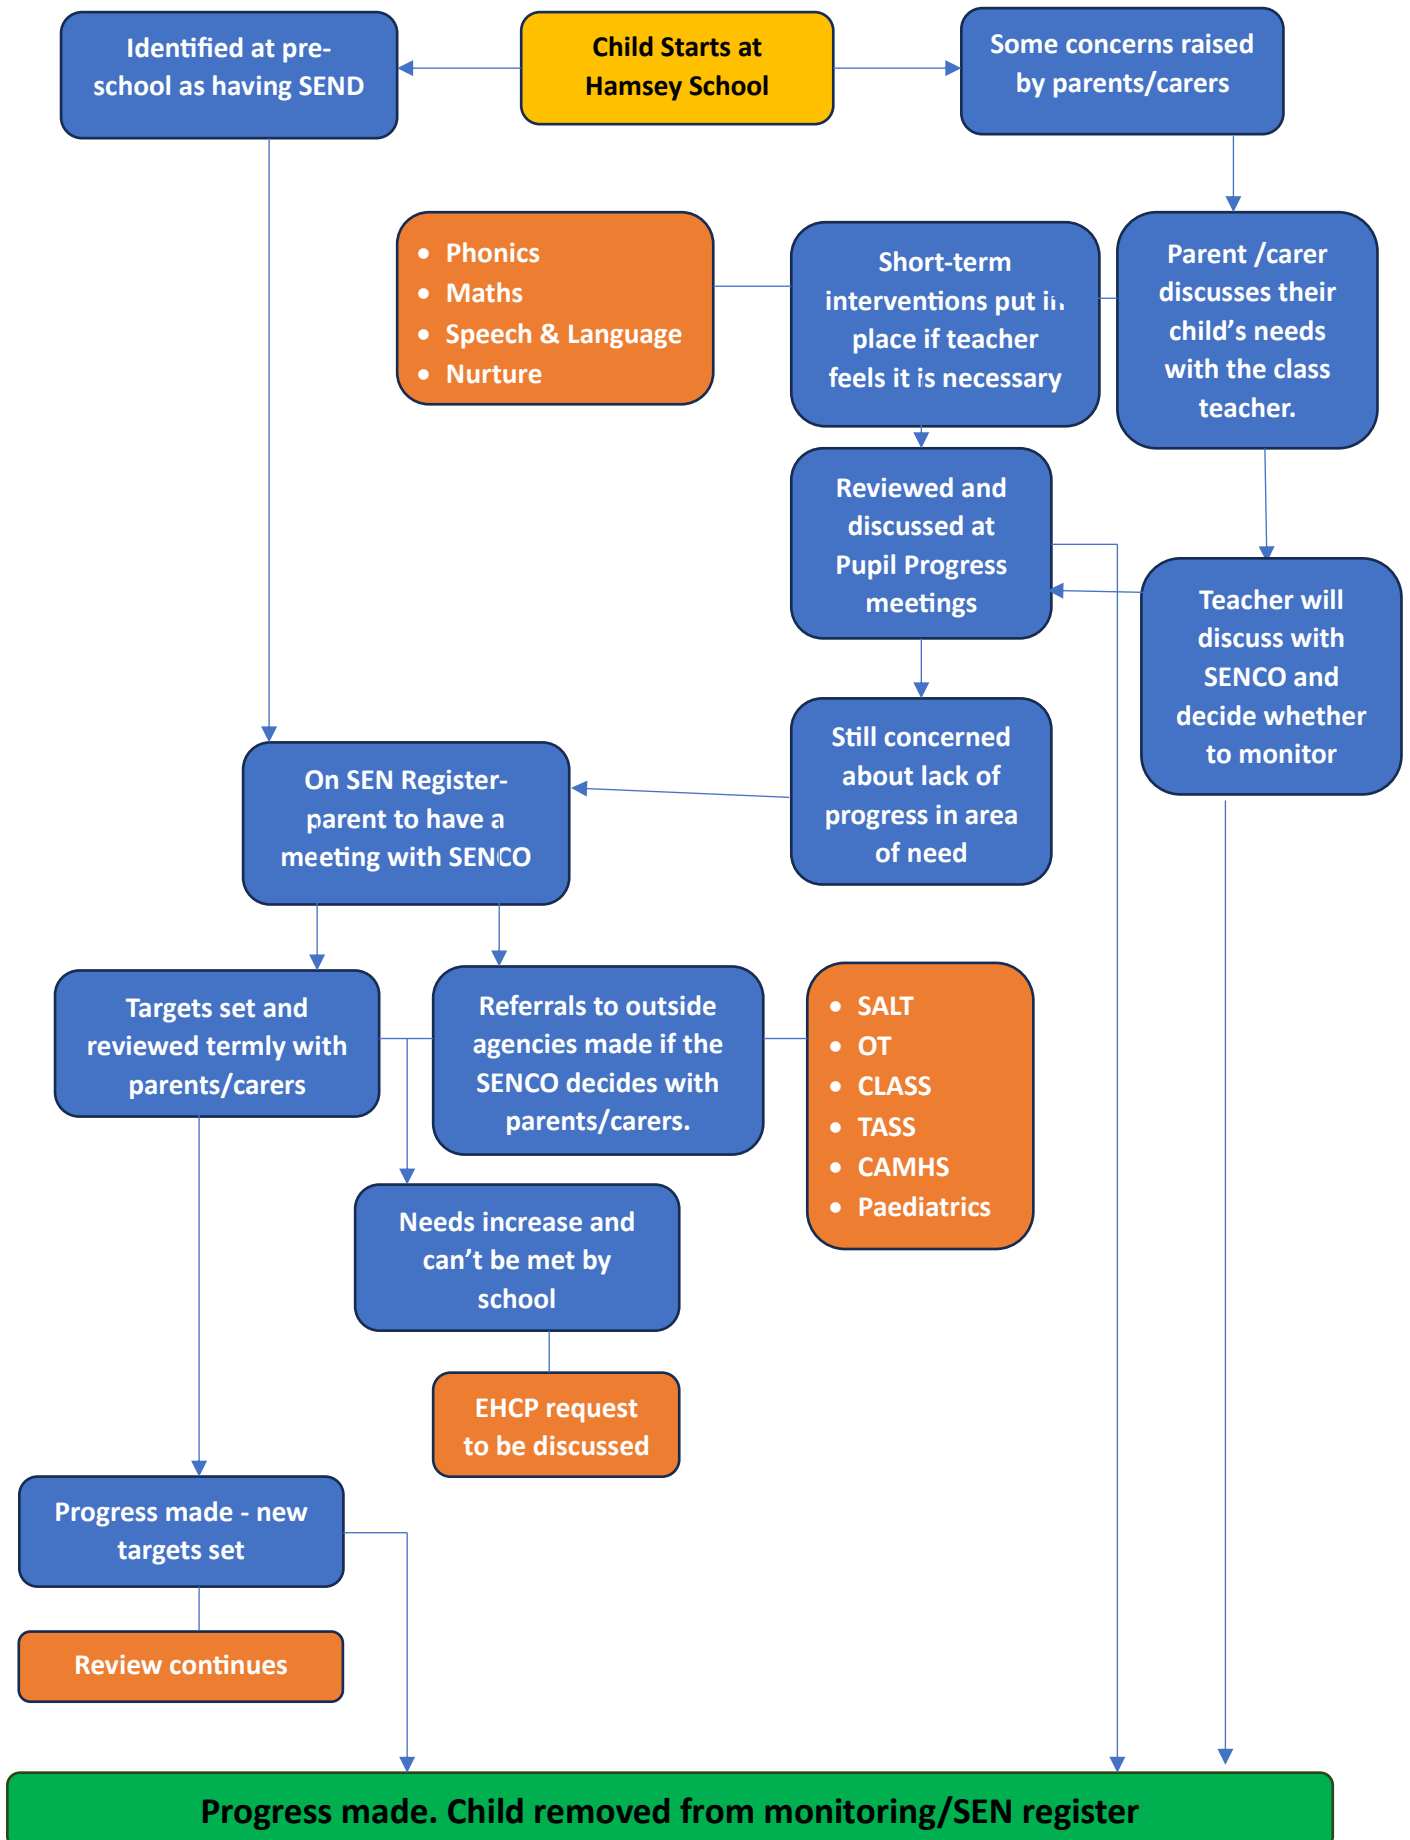 Identified at pre-
school as having SEND
Child Starts at
Hamsey School
Some concerns raised
by parents/carers
• Phonics
• Maths
• Speech & Language
• Nurture
Short-term
interventions put in
place if teacher
feels it is necessary
Parent /carer
discusses their
child’s needs
with the class
teacher.
Reviewed and
discussed at
Pupil Progress
meetings
Teacher will
discuss with
SENCO and
decide whether
to monitor
Still concerned
about lack of
progress in area
of need
On SEN Register-
parent to have a
meeting with SENCO
Targets set and
reviewed termly with
parents/carers
Referrals to outside
agencies made if the
SENCO decides with
parents/carers.
• SALT
• OT
• CLASS
• TASS
• CAMHS
• Paediatrics
Needs increase and
can’t be met by
school
EHCP request
to be discussed
Progress made - new
targets set
Review continues
Progress made. Child removed from monitoring/SEN register